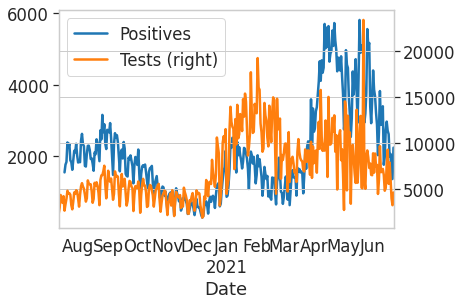 6000
4000
2000
Positives
Tests (right)
20000
15000
10000
5000
Aug Sep Oct Nov Dec Jan Feb Mar Apr May Jun
2021
Date